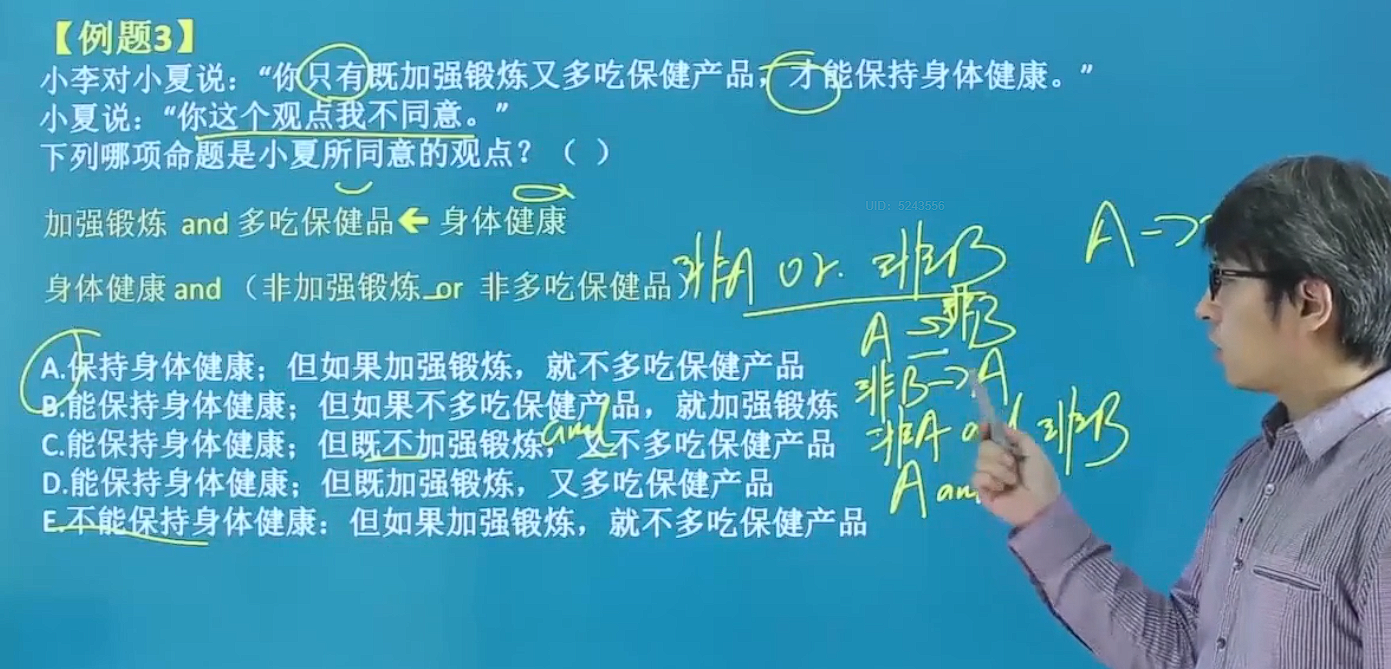 【例题3】
小李对小夏说：“你只有既加强锻炼又多吃保健产品，才能保持身体健康。”
小夏说：“你这个观点我不同意。”
下列哪项命题是小夏所同意的观点？（ ）
UID：5243556
加强锻炼 and 多吃保健品← 身体健康
A→
身体健康 and （非加强锻炼 or 非多吃保健品）
非A or 非B
A→非B
A.保持身体健康；但如果加强锻炼，就不多吃保健产品
非B→A
B.能保持身体健康；但如果不多吃保健产品，就加强锻炼
and
C.能保持身体健康；但既不加强锻炼，又不多吃保健产品
非A and 非B
D.能保持身体健康；但既加强锻炼，又多吃保健产品
A an
E.不能保持身体健康：但如果加强锻炼，就不多吃保健产品